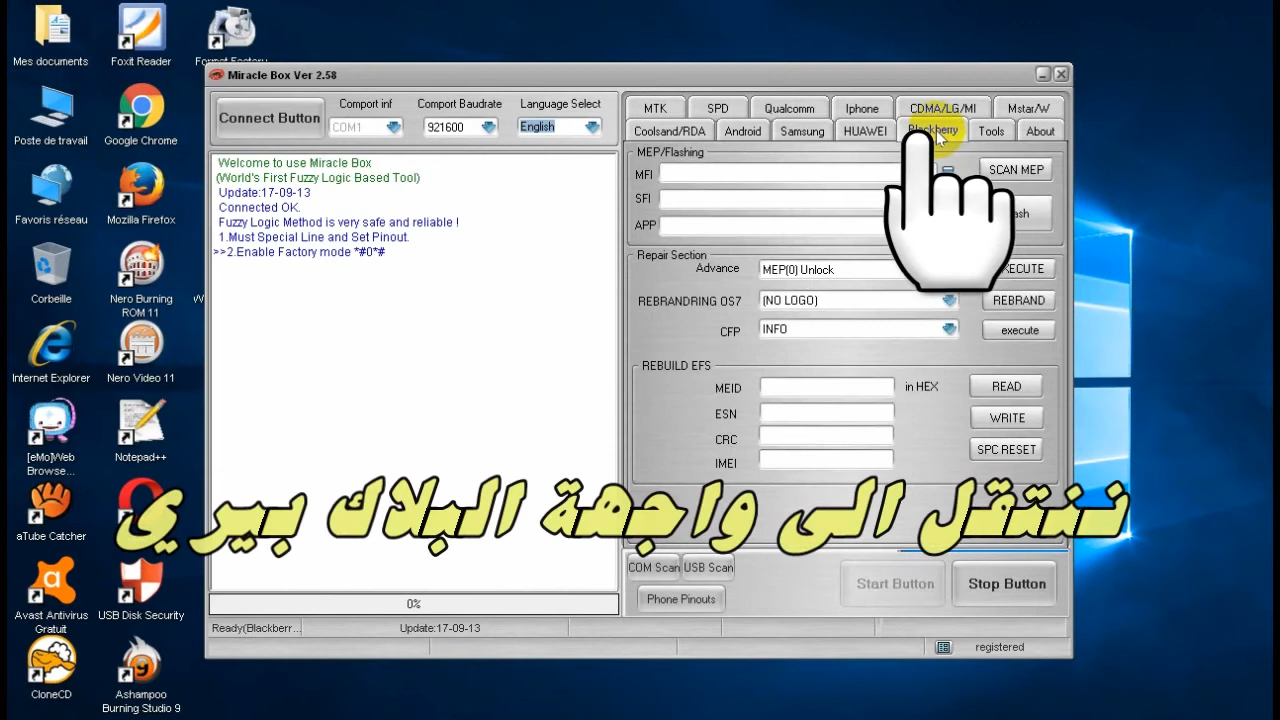 Mes documents
Foxit Reader
Poste de travail
Google Chrome
Favoris réseau
Mozilla Firefox
Corbeille
Nero Burning
ROM 11
Internet Explorer
Nero Video 11
[eMo]Web
Browse...
Notepad++
aTube Catcher
Avast Antivirus
Gratuit
USB Disk Security
CloneCD
Ashampoo
Burning Studio 9
Miracle Box Ver 2.58
Connect Button
Comport inf
Comport Baudrate
Language Select
COM1
921600
English
Welcome to use Miracle Box
(World's First Fuzzy Logic Based Tool)
Update:17-09-13
Connected OK.
Fuzzy Logic Method is very safe and reliable !
1.Must Special Line and Set Pinout.
>>2.Enable Factory mode *#0*#
MTK SPD Qualcomm Iphone CDMA/LG/MI Mstar/W
Coolsand/RDA Android Samsung HUAWEI Blackberry Tools About
MEP/Flashing
MFI
SCAN MEP
SFI
APP
Repair Section
Advance MEP(0) Unlock
REBRANDRING OS7 (NO LOGO) REBRAND
CFP INFO execute
REBUILD EFS
MEID in HEX READ
ESN WRITE
CRC SPC RESET
IMEI
ننتقل الى واجهة البلاك بيري
COM Scan USB Scan
Phone Pinouts
Start Button
Stop Button
0%
Ready(Blackberr...
Update:17-09-13
registered